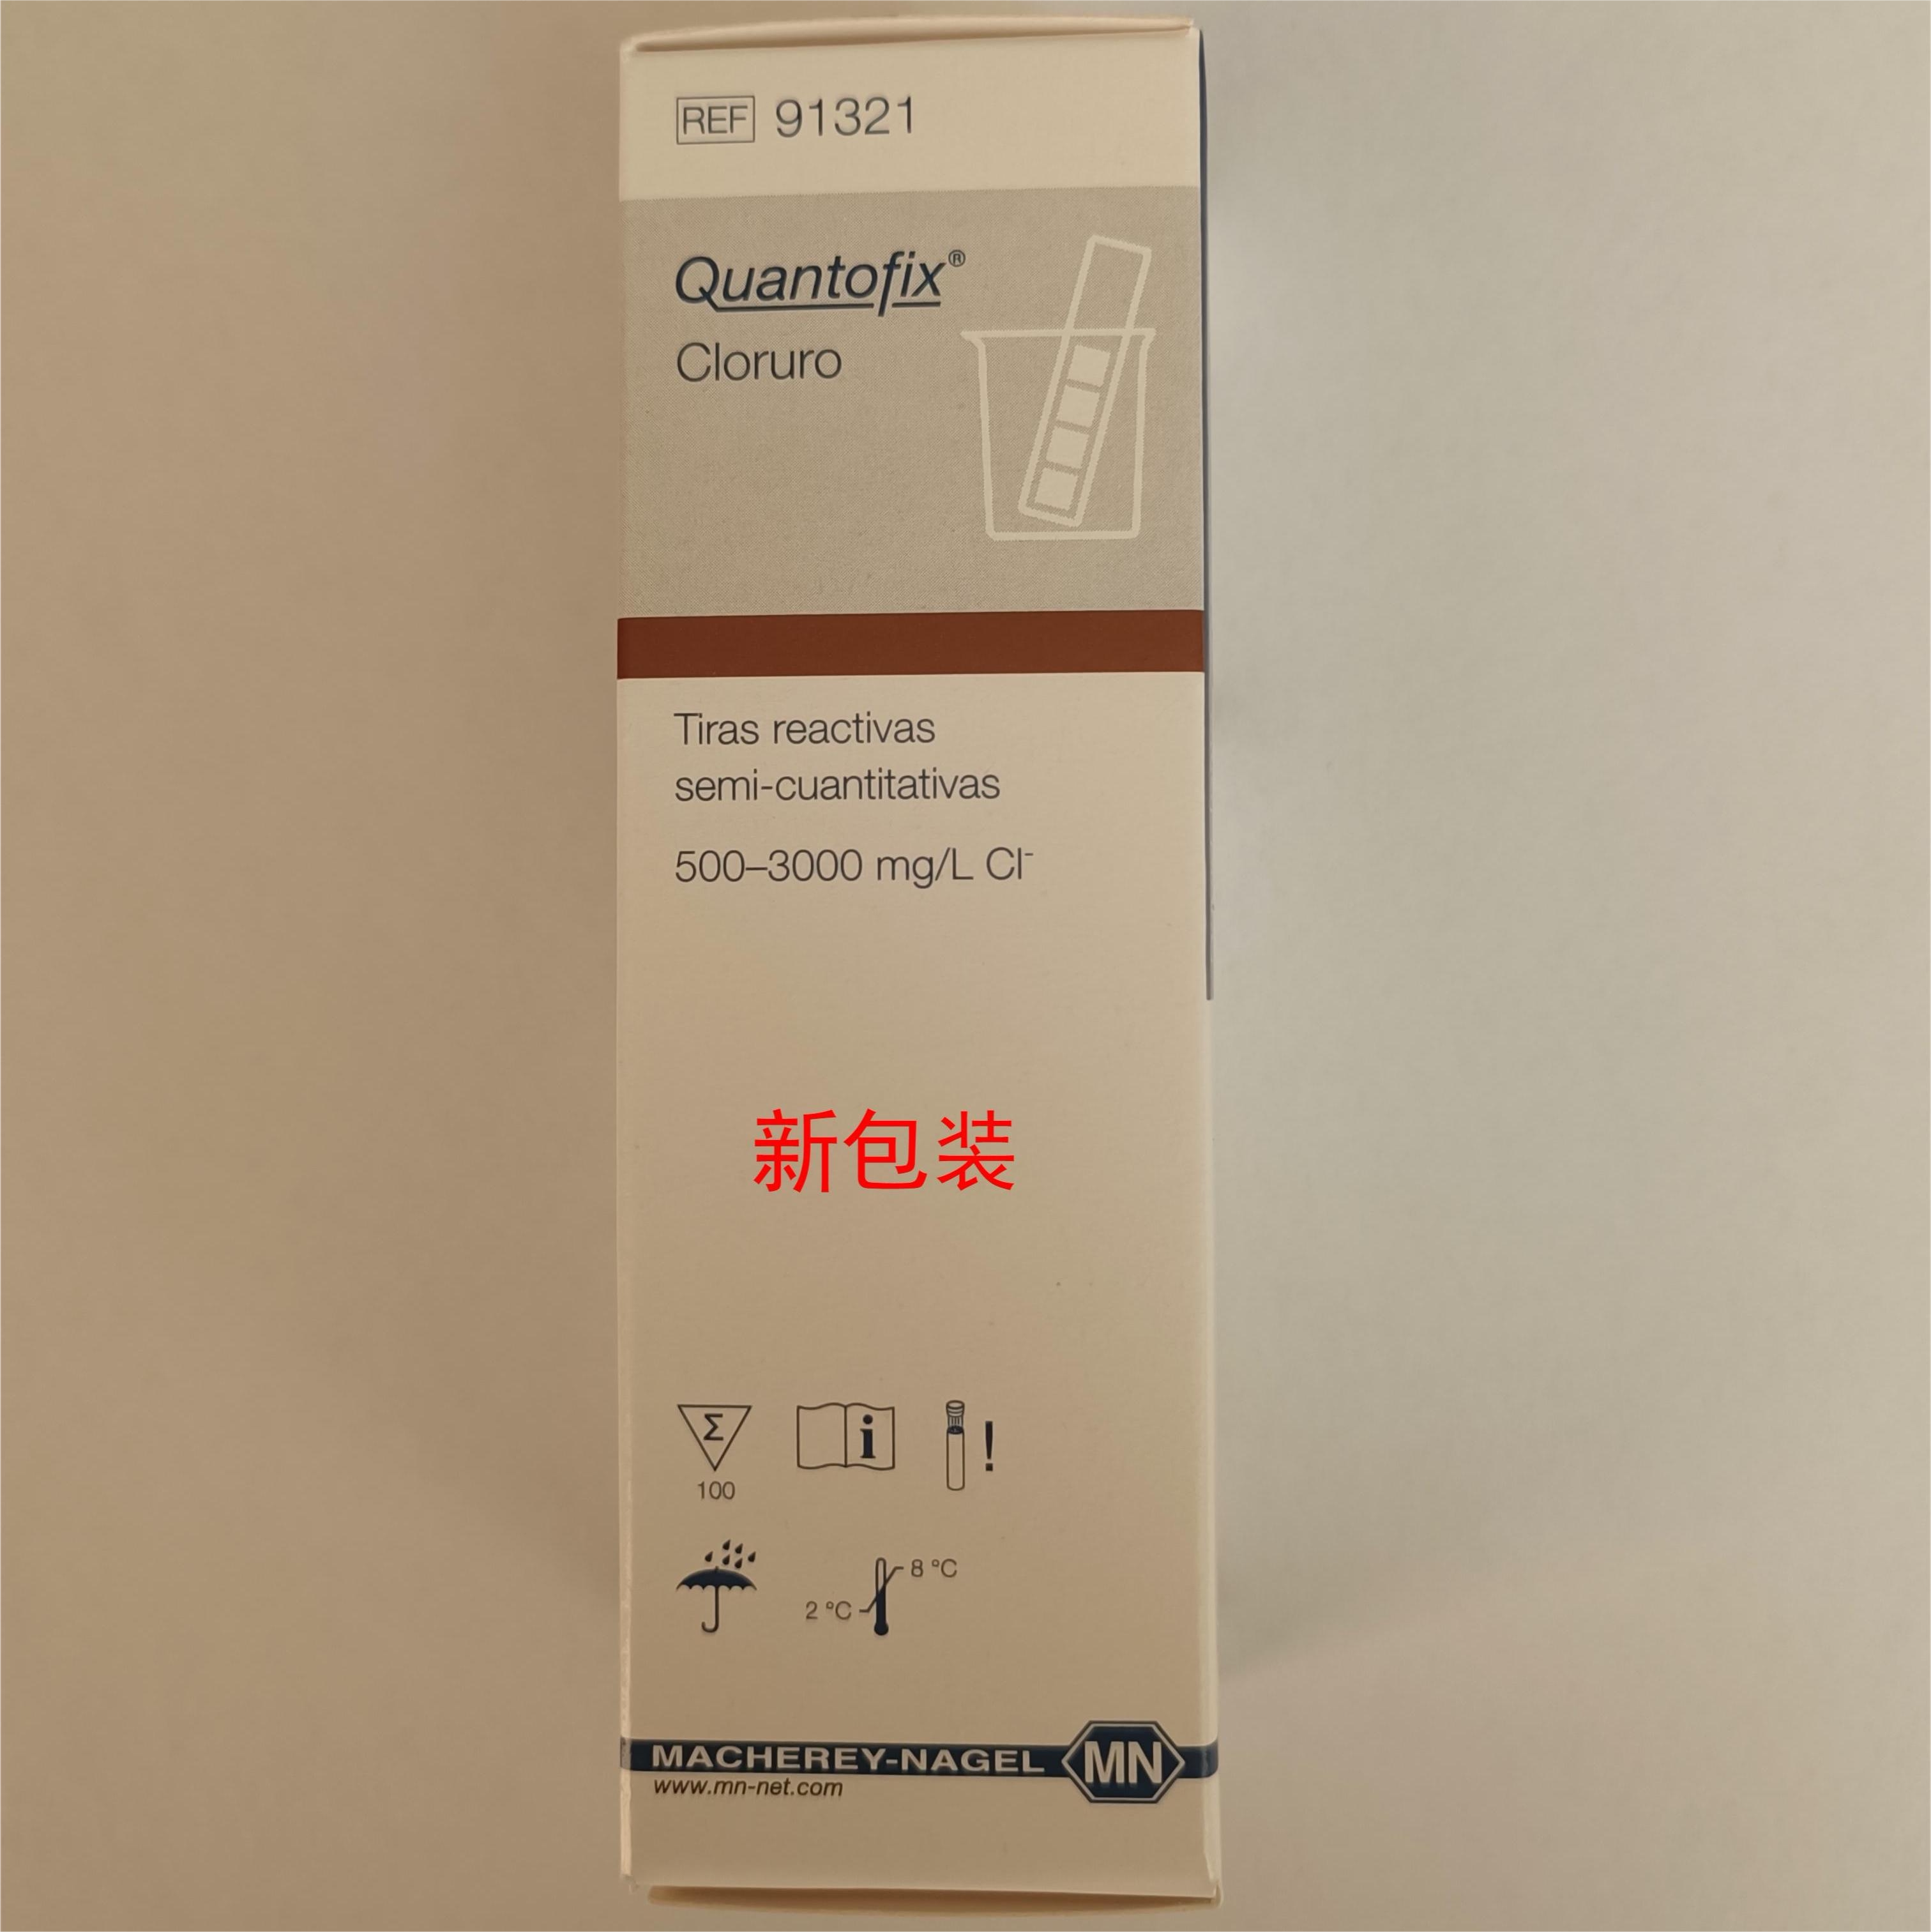 REF 91321
Quantofix®
Cloruro
Tiras reactivas
semi-cuantitativas
500–3000 mg/L Cl⁻
新包装
Σ
i
!
100
8 °C
2 °C
MACHEREY-NAGEL MN
www.mn-net.com